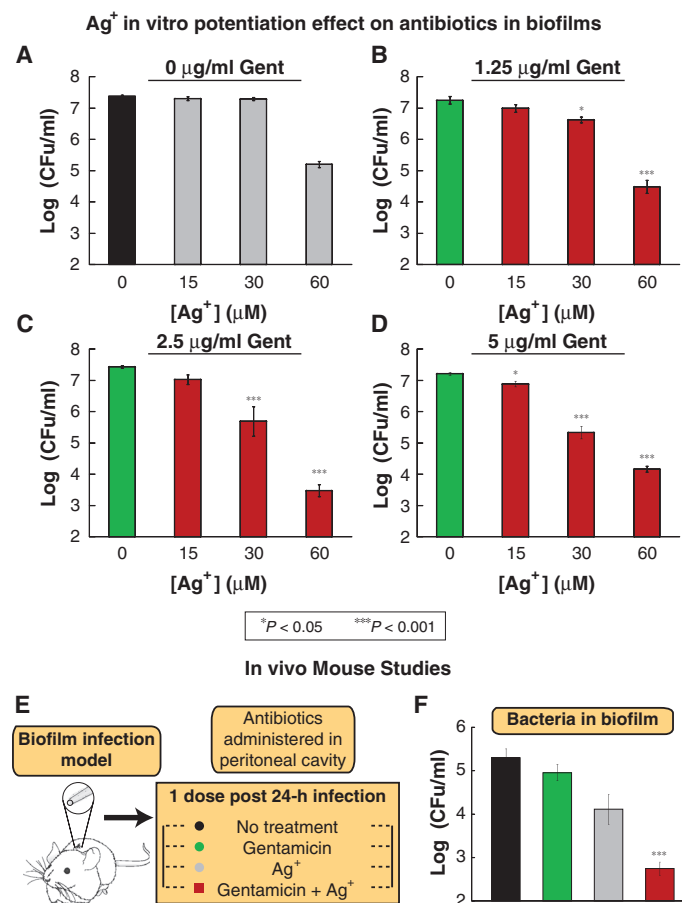 Ag+ in vitro potentiation effect on antibiotics in biofilms
A
0 μg/ml Gent
Log (CFu/ml)
8
7
6
5
4
3
2
0 15 30 60
[Ag+] (μM)
B
1.25 μg/ml Gent
Log (CFu/ml)
8
7
6
5
4
3
2
*
***
0 15 30 60
[Ag+] (μM)
C
2.5 μg/ml Gent
Log (CFu/ml)
8
7
6
5
4
3
2
***
***
0 15 30 60
[Ag+] (μM)
D
5 μg/ml Gent
Log (CFu/ml)
8
7
6
5
4
3
2
*
***
***
0 15 30 60
[Ag+] (μM)
*P < 0.05 ***P < 0.001
In vivo Mouse Studies
E
Biofilm infection
model
Antibiotics
administered in
peritoneal cavity
1 dose post 24-h infection
No treatment
Gentamicin
Ag+
Gentamicin + Ag+
F
Bacteria in biofilm
Log (CFu/ml)
6
5
4
3
2
***